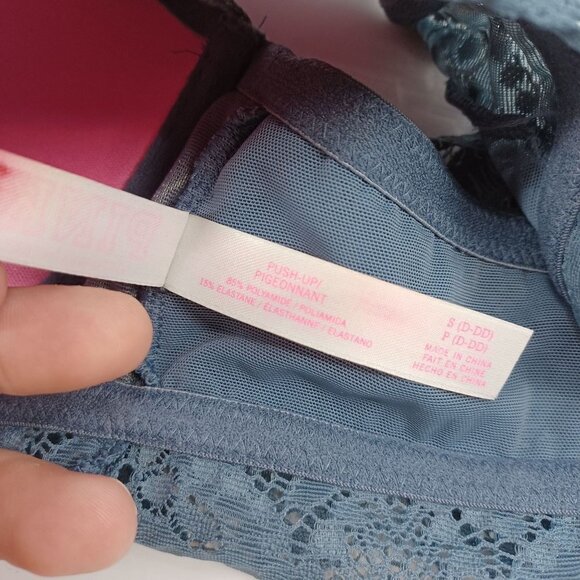 PUSH-UP/
PIGEONNANT
85% POLYAMIDE / POLIAMIDA
15% ELASTANE / ÉLASTHANNE / ELASTANO
S (D-DD)
P (D-DD)
MADE IN CHINA
FAIT EN CHINE
HECHO EN CHINA